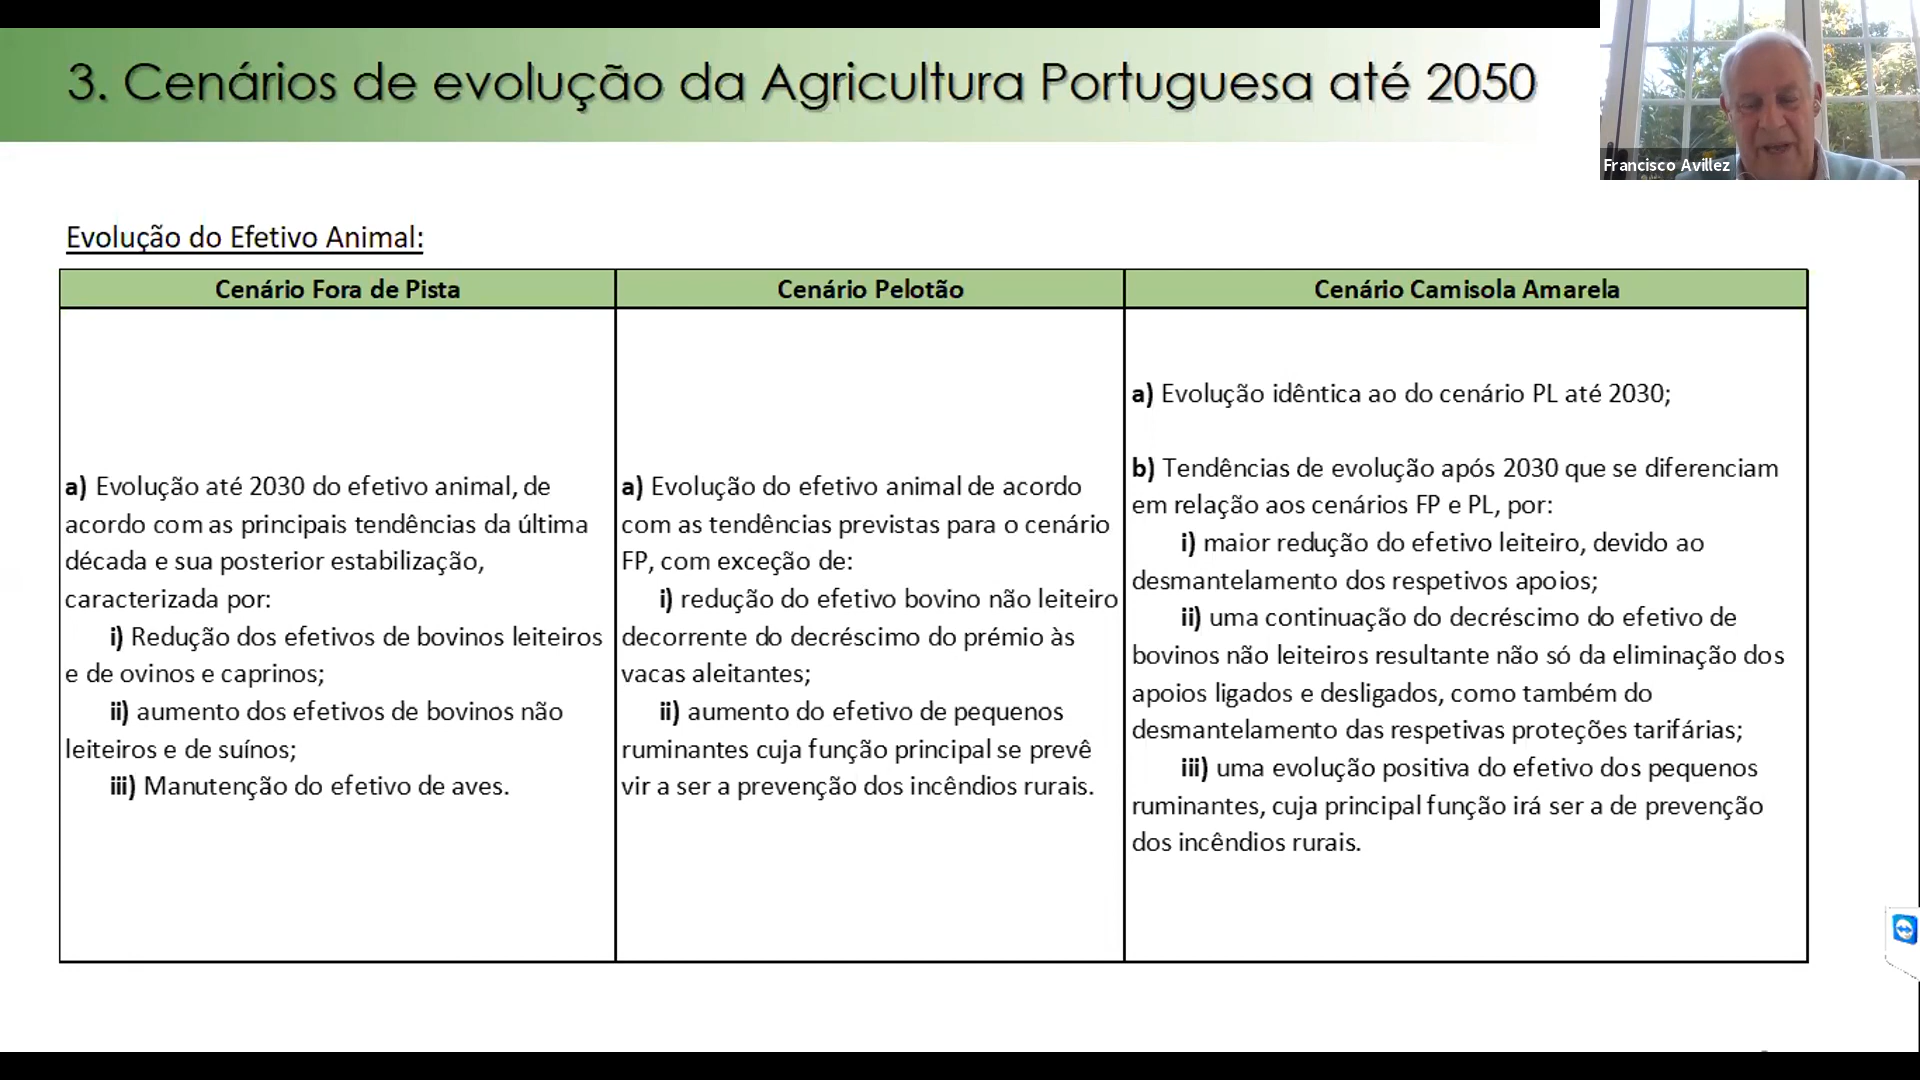 3. Cenários de evolução da Agricultura Portuguesa até 2050
Francisco Avillez
Evolução do Efetivo Animal:
Cenário Fora de Pista
a) Evolução até 2030 do efetivo animal, de
acordo com as principais tendências da última
década e sua posterior estabilização,
caracterizada por:
i) Redução dos efetivos de bovinos leiteiros
e de ovinos e caprinos;
ii) aumento dos efetivos de bovinos não
leiteiros e de suínos;
iii) Manutenção do efetivo de aves.
Cenário Pelotão
a) Evolução do efetivo animal de acordo
com as tendências previstas para o cenário
FP, com exceção de:
i) redução do efetivo bovino não leiteiro
decorrente do decréscimo do prémio às
vacas aleitantes;
ii) aumento do efetivo de pequenos
ruminantes cuja função principal se prevê
vir a ser a prevenção dos incêndios rurais.
Cenário Camisola Amarela
a) Evolução idêntica ao do cenário PL até 2030;
b) Tendências de evolução após 2030 que se diferenciam
em relação aos cenários FP e PL, por:
i) maior redução do efetivo leiteiro, devido ao
desmantelamento dos respetivos apoios;
ii) uma continuação do decréscimo do efetivo de
bovinos não leiteiros resultante não só da eliminação dos
apoios ligados e desligados, como também do
desmantelamento das respetivas proteções tarifárias;
iii) uma evolução positiva do efetivo dos pequenos
ruminantes, cuja principal função irá ser a de prevenção
dos incêndios rurais.